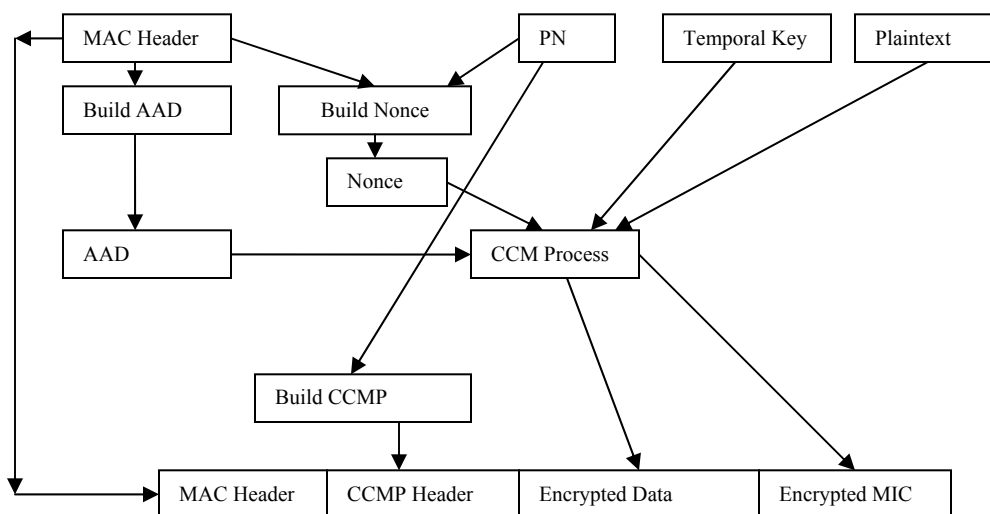 MAC Header
PN
Temporal Key
Plaintext
Build AAD
Build Nonce
Nonce
AAD
CCM Process
Build CCMP
MAC Header
CCMP Header
Encrypted Data
Encrypted MIC